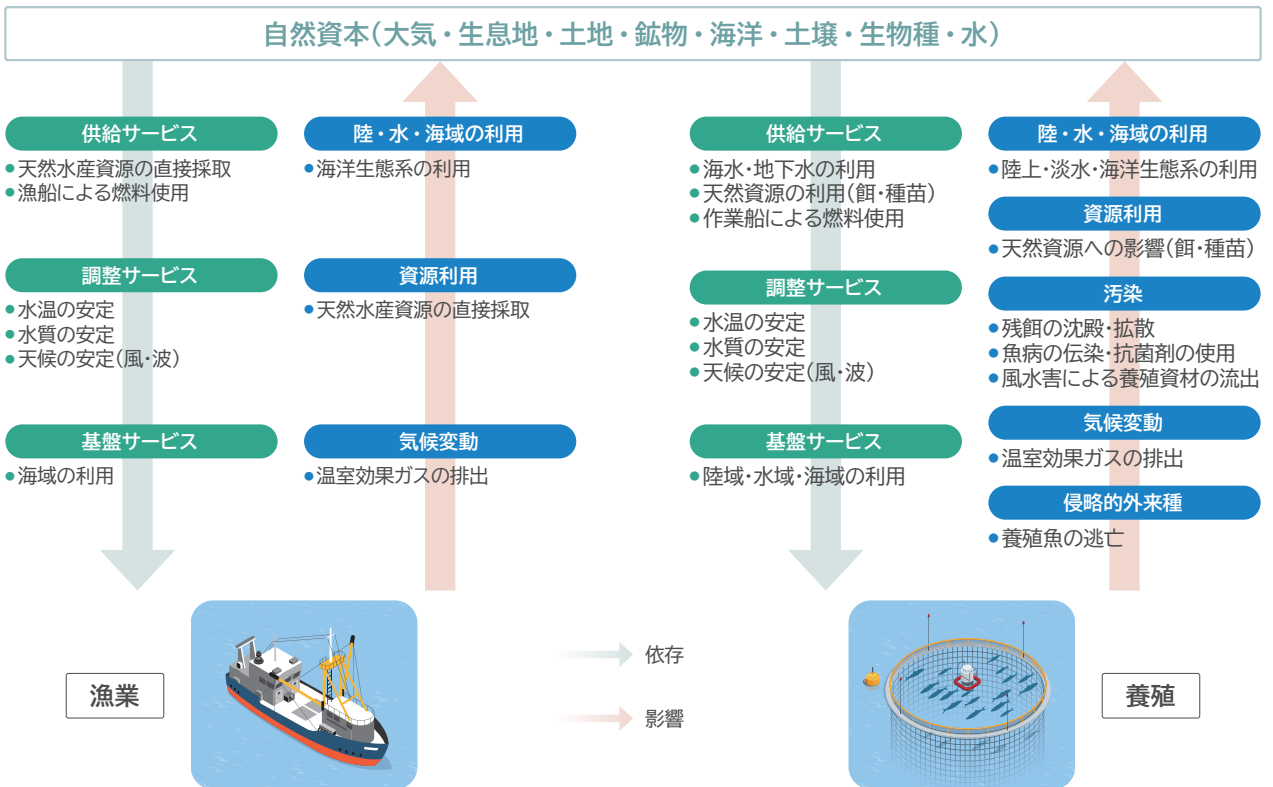 自然資本(大気・生息地・土地・鉱物・海洋・土壌・生物種・水)
供給サービス
●天然水産資源の直接採取
●漁船による燃料使用
調整サービス
●水温の安定
●水質の安定
●天候の安定(風・波)
基盤サービス
●海域の利用
陸・水・海域の利用
●海洋生態系の利用
資源利用
●天然水産資源の直接採取
気候変動
●温室効果ガスの排出
漁業
依存
影響
供給サービス
●海水・地下水の利用
●天然資源の利用(餌・種苗)
●作業船による燃料使用
調整サービス
●水温の安定
●水質の安定
●天候の安定(風・波)
基盤サービス
●陸域・水域・海域の利用
陸・水・海域の利用
●陸上・淡水・海洋生態系の利用
資源利用
●天然資源への影響(餌・種苗)
汚染
●残餌の沈殿・拡散
●魚病の伝染・抗菌剤の使用
●風水害による養殖資材の流出
気候変動
●温室効果ガスの排出
侵略的外来種
●養殖魚の逃亡
養殖